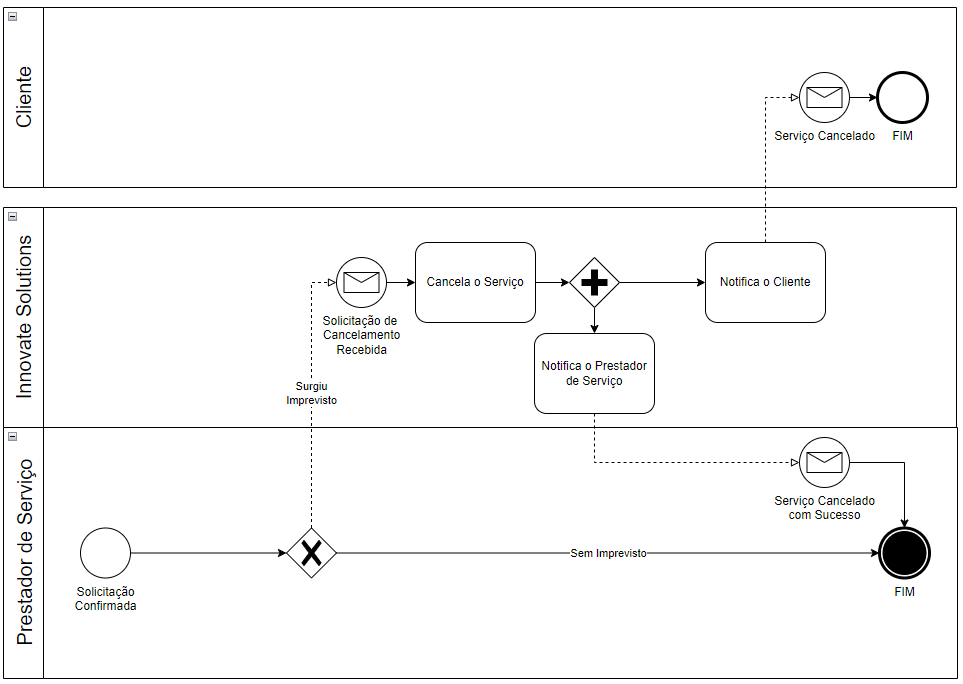 Cliente
Serviço Cancelado
FIM
Innovate Solutions
Solicitação de
Cancelamento
Recebida
Cancela o Serviço
Notifica o Cliente
Notifica o Prestador
de Serviço
Surgiu
Imprevisto
Prestador de Serviço
Solicitação
Confirmada
Sem Imprevisto
Serviço Cancelado
com Sucesso
FIM